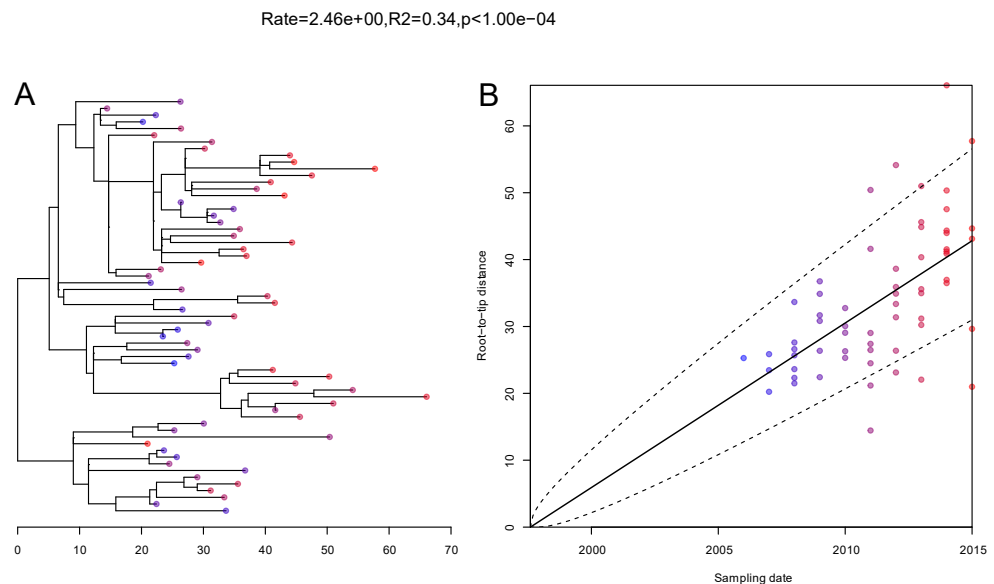 Rate=2.46e+00,R2=0.34,p<1.00e−04
A
B
0 10 20 30 40 50 60 70
Root−to−tip distance
60
50
40
30
20
10
0
2000 2005 2010 2015
Sampling date